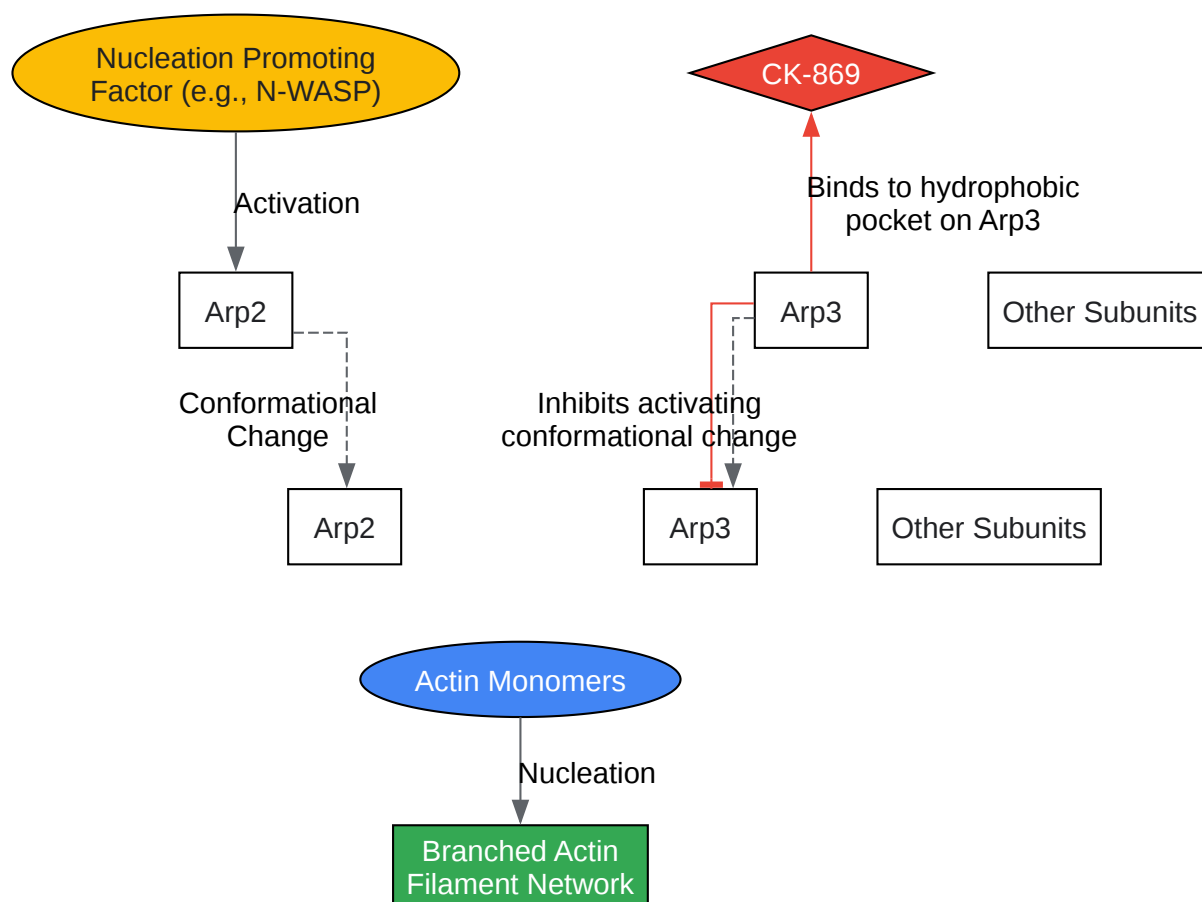 Nucleation Promoting
Factor (e.g., N-WASP)
CK-869
Activation
Binds to hydrophobic
pocket on Arp3
Arp2
Arp3
Other Subunits
Conformational
Change
Inhibits activating
conformational change
Arp2
Arp3
Other Subunits
Actin Monomers
Nucleation
Branched Actin
Filament Network